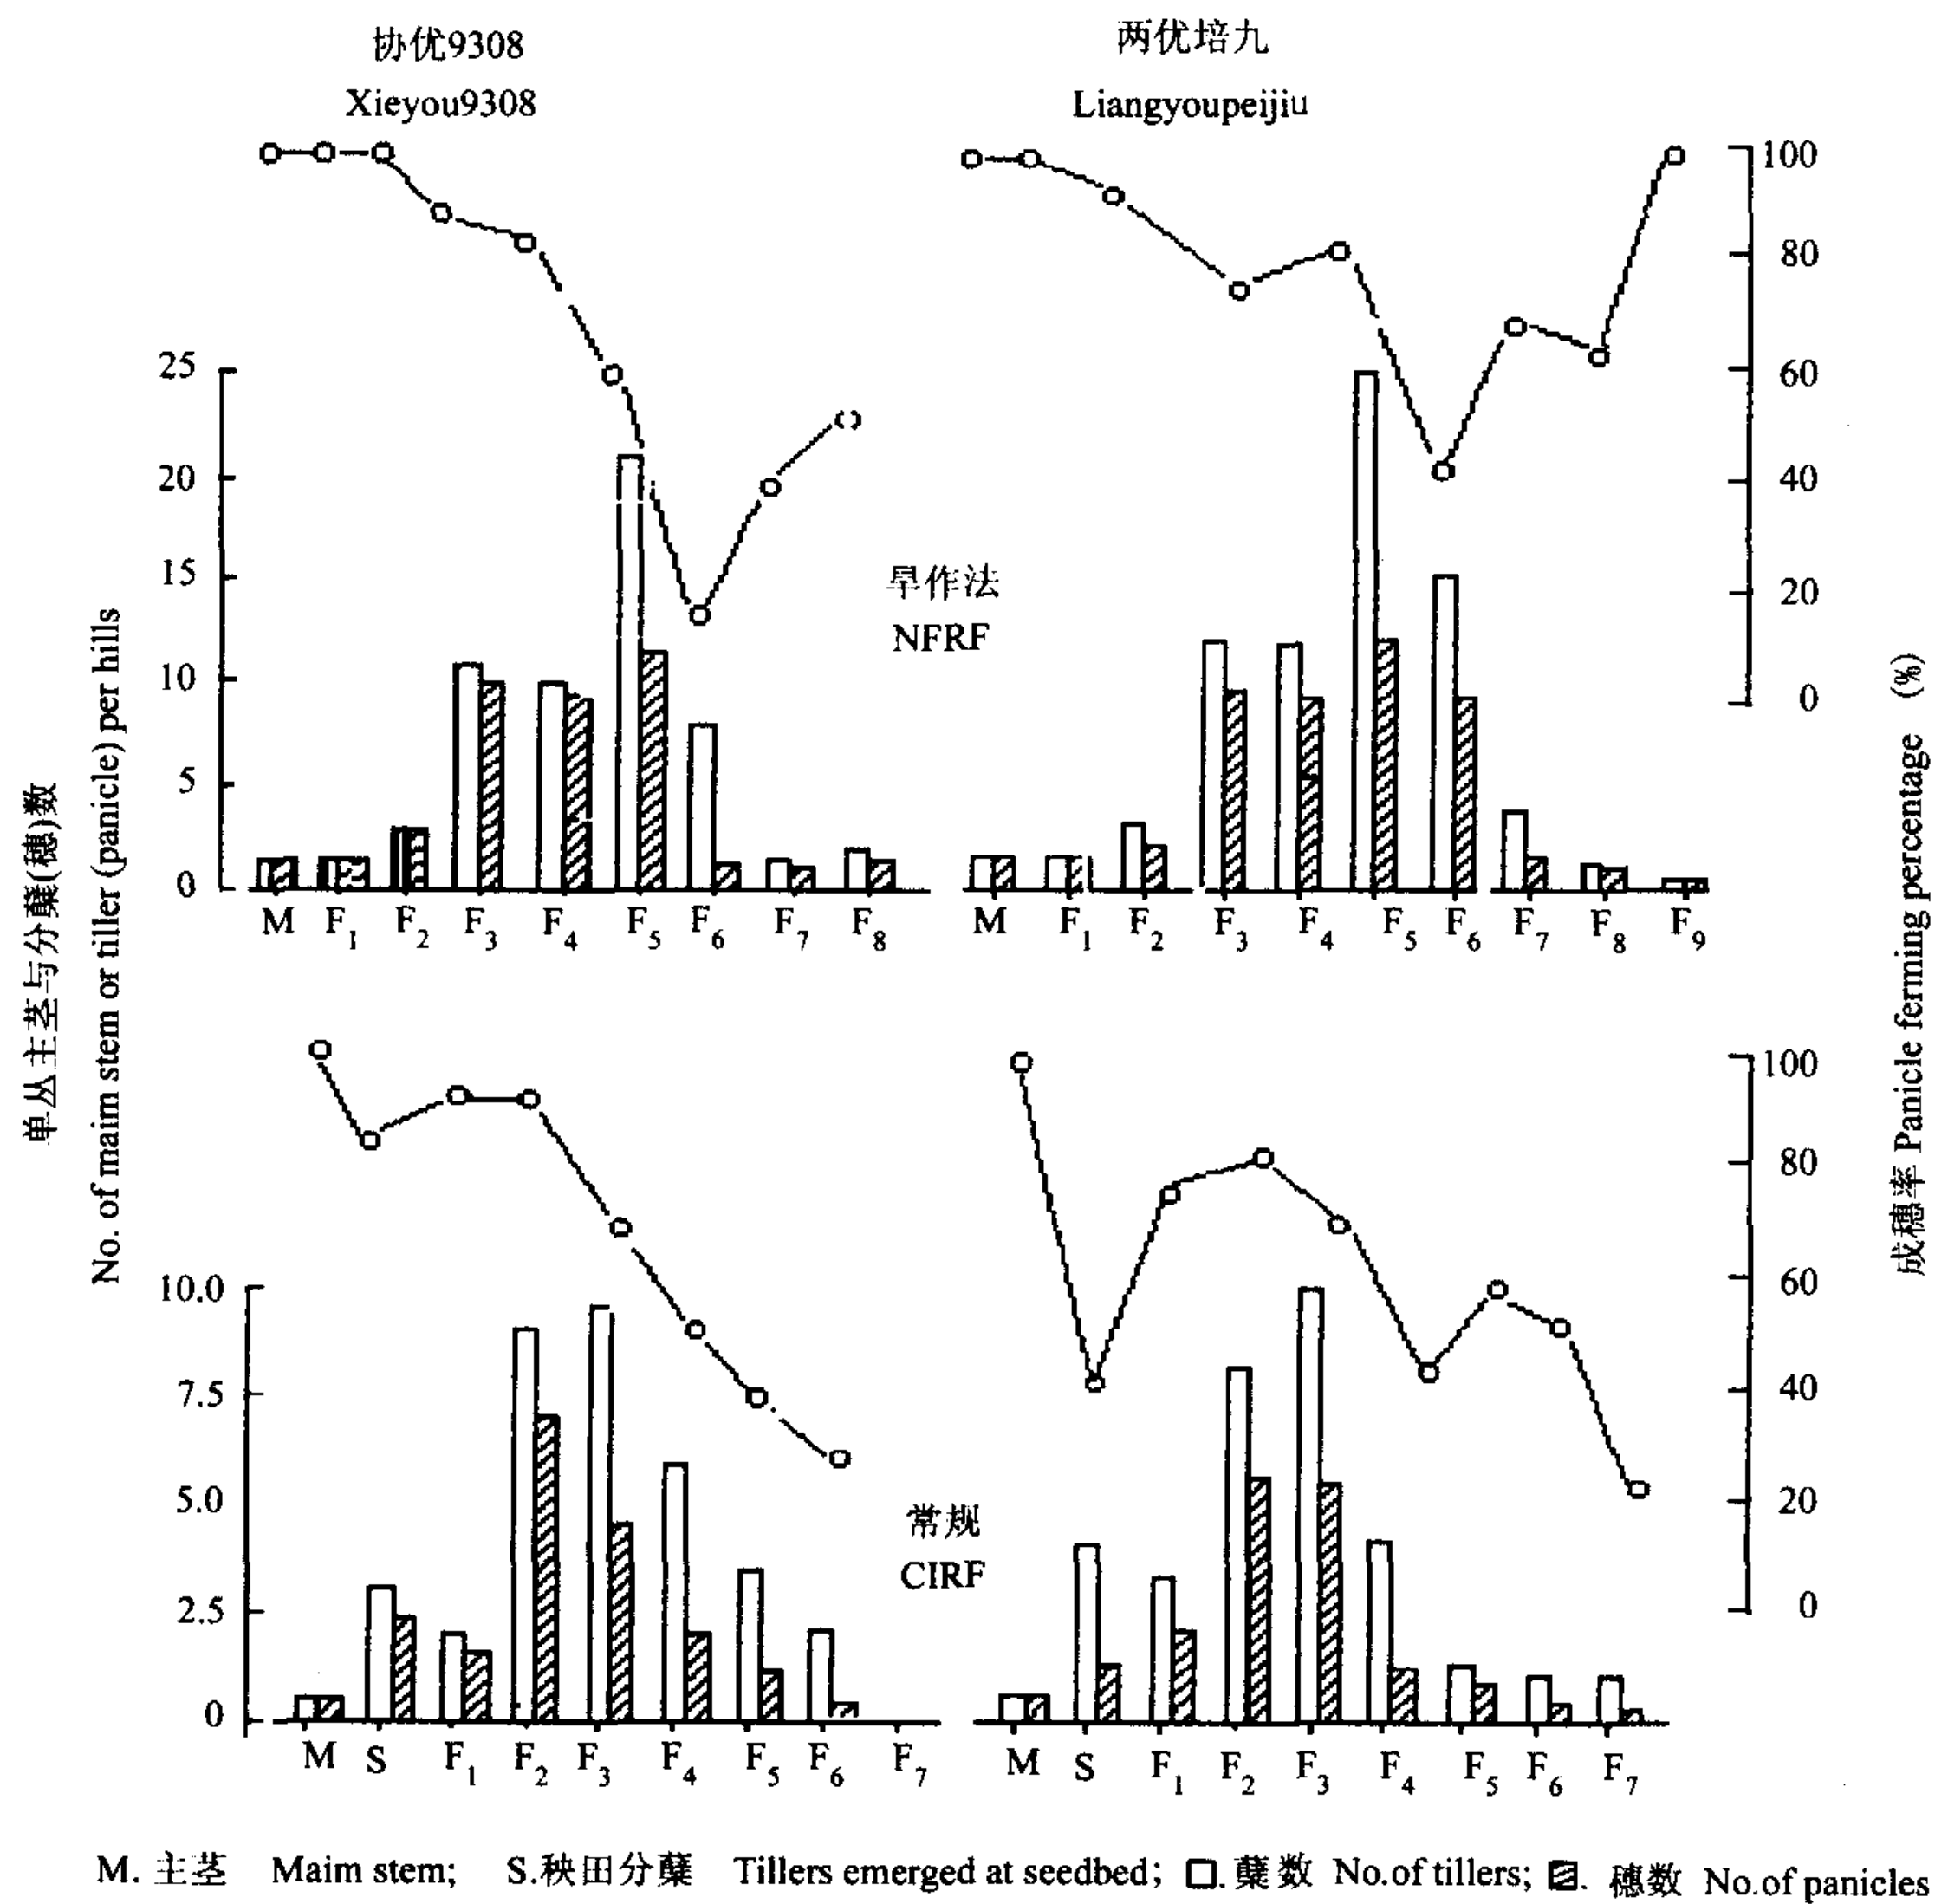 协优9308
Xieyou9308
两优培九
Liangyoupeijiu
25
20
15
10
5
0
100
80
60
40
20
0
旱作法
NFRF
M F1 F2 F3 F4 F5 F6 F7 F8
M F1 F2 F3 F4 F5 F6 F7 F8 F9
单丛主茎与分蘖(穗)数
No. of maim stem or tiller (panicle) per hills
成穗率 Panicle ferming percentage (%)
10.0
7.5
5.0
2.5
0
100
80
60
40
20
0
常规
CIRF
M S F1 F2 F3 F4 F5 F6 F7
M S F1 F2 F3 F4 F5 F6 F7
M. 主茎 Maim stem; S.秧田分蘖 Tillers emerged at seedbed; □.蘖数 No.of tillers; ▨. 穗数 No.of panicles